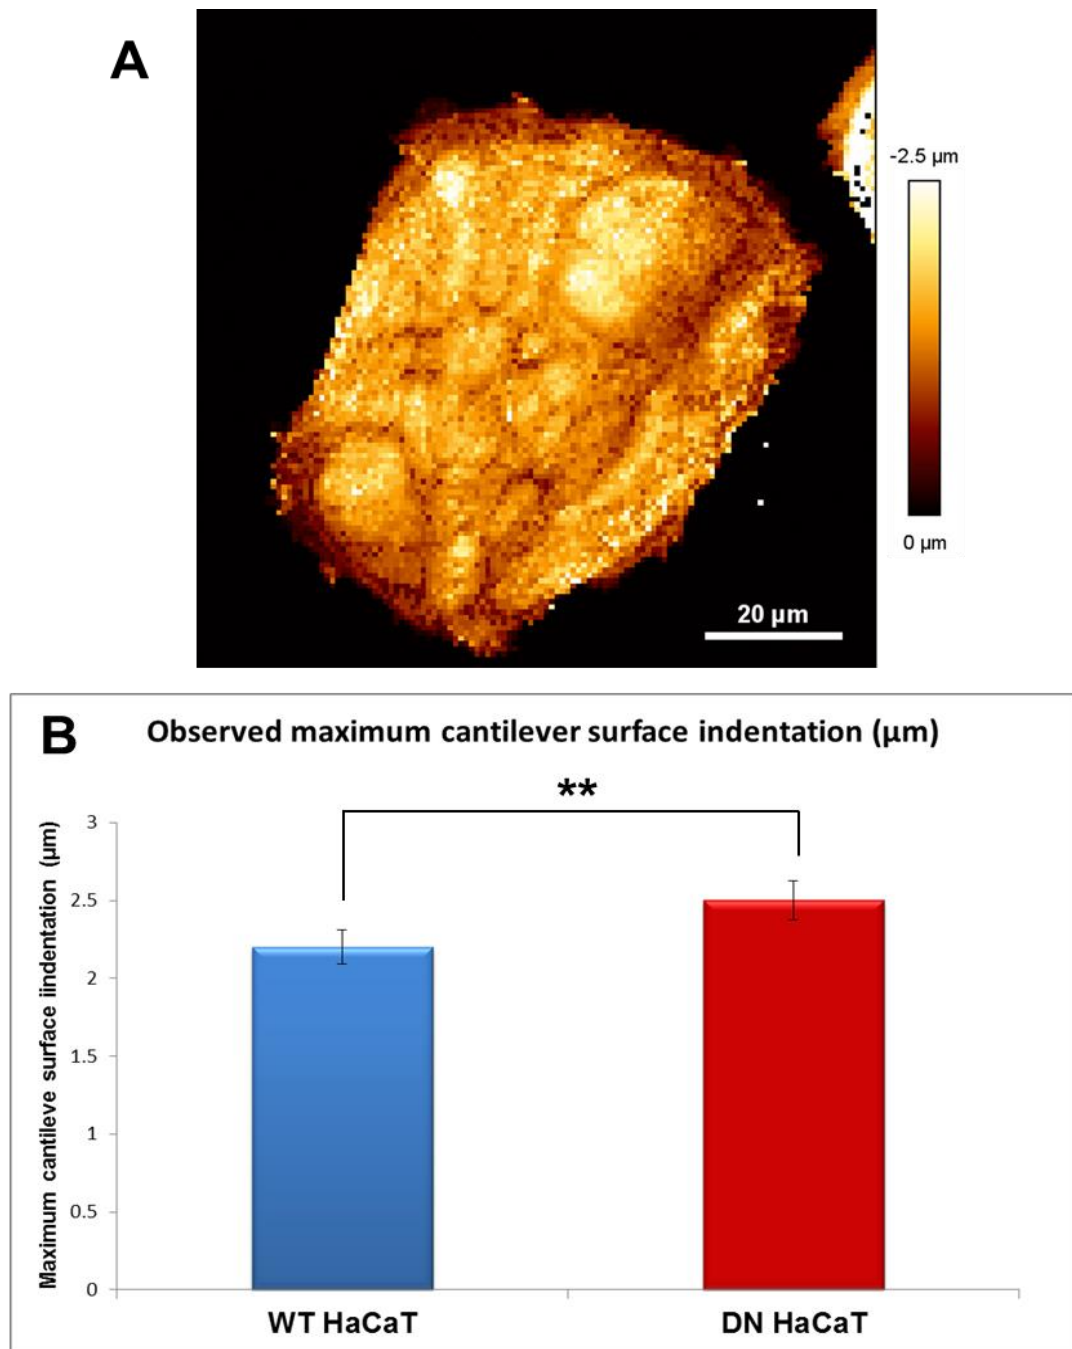 A
-2.5 µm
0 µm
20 µm
B
Observed maximum cantilever surface indentation (µm)
**
Maximum cantileve surface iindentation (µm)
3
2.5
2
1.5
1
0.5
0
WT HaCaT
DN HaCaT